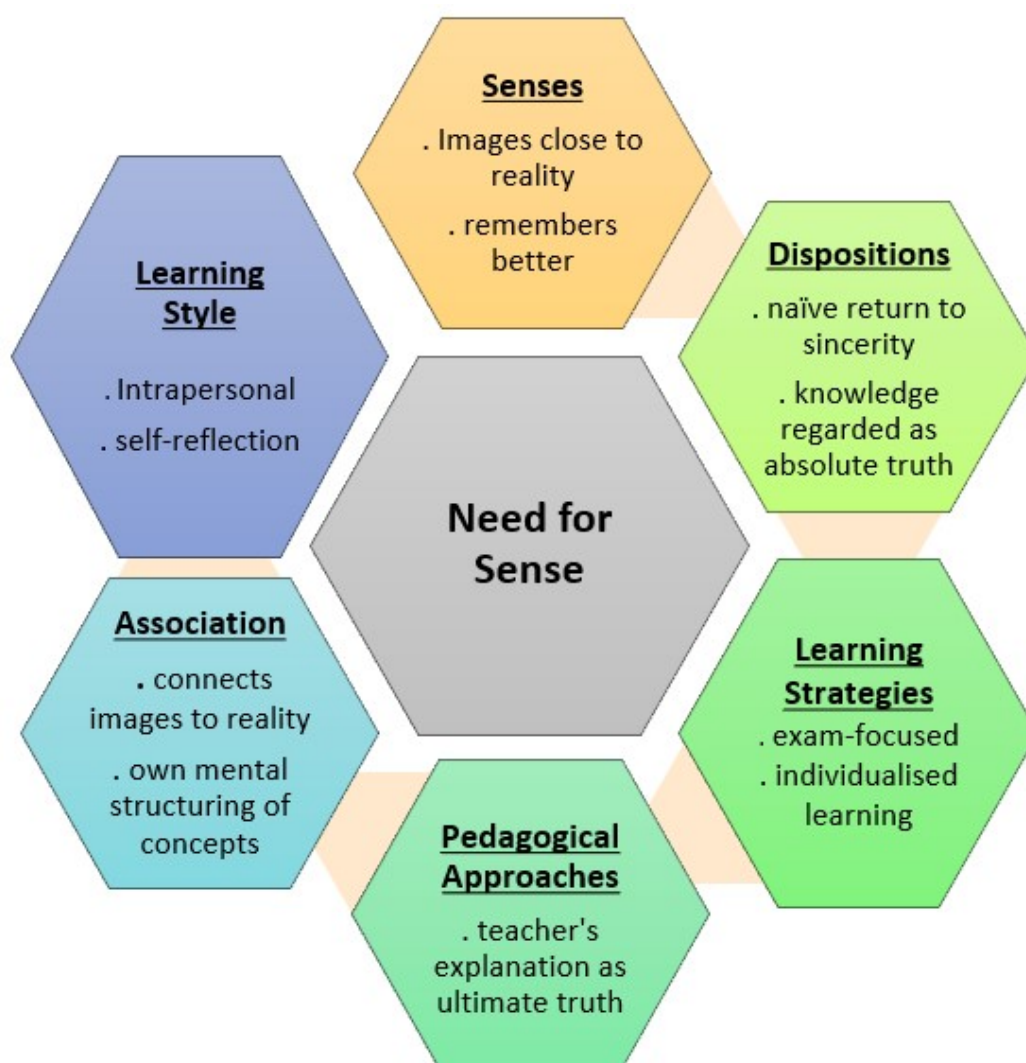 Senses
. Images close to
reality
. remembers
better
Dispositions
. naïve return to
sincerity
. knowledge
regarded as
absolute truth
Learning
Strategies
. exam-focused
. individualised
learning
Pedagogical
Approaches
. teacher's
explanation as
ultimate truth
Association
. connects
images to reality
. own mental
structuring of
concepts
Learning
Style
. Intrapersonal
. self-reflection
Need for
Sense